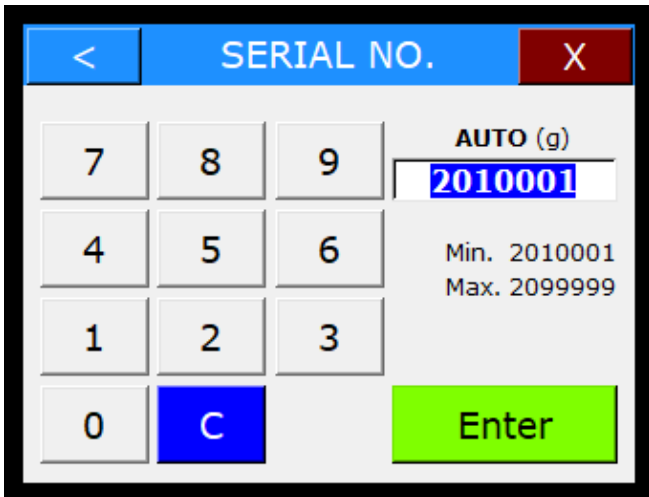 < SERIAL NO. X
7 8 9 AUTO (g)
2010001
4 5 6 Min. 2010001
Max. 2099999
1 2 3
0 C Enter